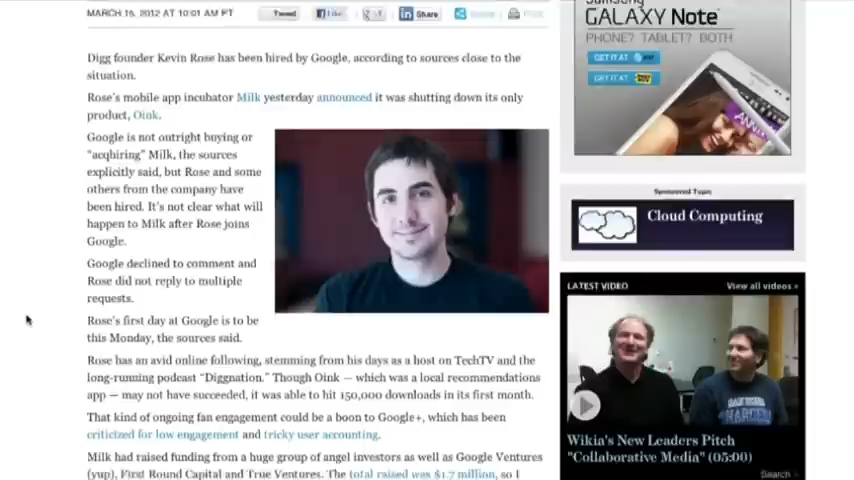 MARCH 16, 2012 AT 10:01 AM PT
Tweet
Like
+1
Share
Digg founder Kevin Rose has been hired by Google, according to sources close to the
situation.
Rose's mobile app incubator Milk yesterday announced it was shutting down its only
product, Oink.
Google is not outright buying or
“acqhiring” Milk, the sources
explicitly said, but Rose and some
others from the company have
been hired. It's not clear what will
happen to Milk after Rose joins
Google.
Google declined to comment and
Rose did not reply to multiple
requests.
Rose's first day at Google is to be
this Monday, the sources said.
Rose has an avid online following, stemming from his days as a host on TechTV and the
long-running podcast “Diggnation.” Though Oink — which was a local recommendations
app — may not have succeeded, it was able to hit 150,000 downloads in its first month.
That kind of ongoing fan engagement could be a boon to Google+, which has been
criticized for low engagement and tricky user accounting.
Milk had raised funding from a huge group of angel investors as well as Google Ventures
(yup), First Round Capital and True Ventures. The total raised was $1.7 million, so I
Samsung
GALAXY Note
PHONE? TABLET? BOTH
GET IT AT
GET IT AT
Sponsored Topic
Cloud Computing
LATEST VIDEO
View all videos »
Wikia's New Leaders Pitch
"Collaborative Media" (05:00)
Search